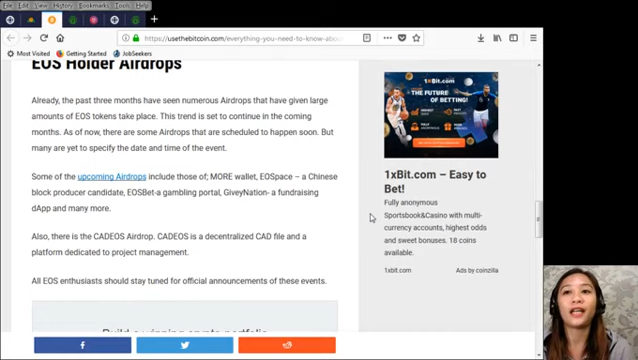 File Edit View History Bookmarks Tools Help
https://usethebitcoin.com/everything-you-need-to-know-abou
Most Visited Getting Started JobSeekers
EOS Holder Airdrops
Already, the past three months have seen numerous Airdrops that have given large
amounts of EOS tokens take place. This trend is set to continue in the coming
months. As of now, there are some Airdrops that are scheduled to happen soon. But
many are yet to specify the date and time of the event.
Some of the upcoming Airdrops include those of; MORE wallet, EOSpace – a Chinese
block producer candidate, EOSBet-a gambling portal, GiveyNation- a fundraising
dApp and many more.
Also, there is the CADEOS Airdrop. CADEOS is a decentralized CAD file and a
platform dedicated to project management.
All EOS enthusiasts should stay tuned for official announcements of these events.
Build a winning crypto portfolio
1XBit.com
THE FUTURE
OF BETTING!
1xBit.com – Easy to
Bet!
Fully anonymous
Sportsbook&Casino with multi-
currency accounts, highest odds
and sweet bonuses. 18 coins
available.
1xbit.com Ads by coinzilla